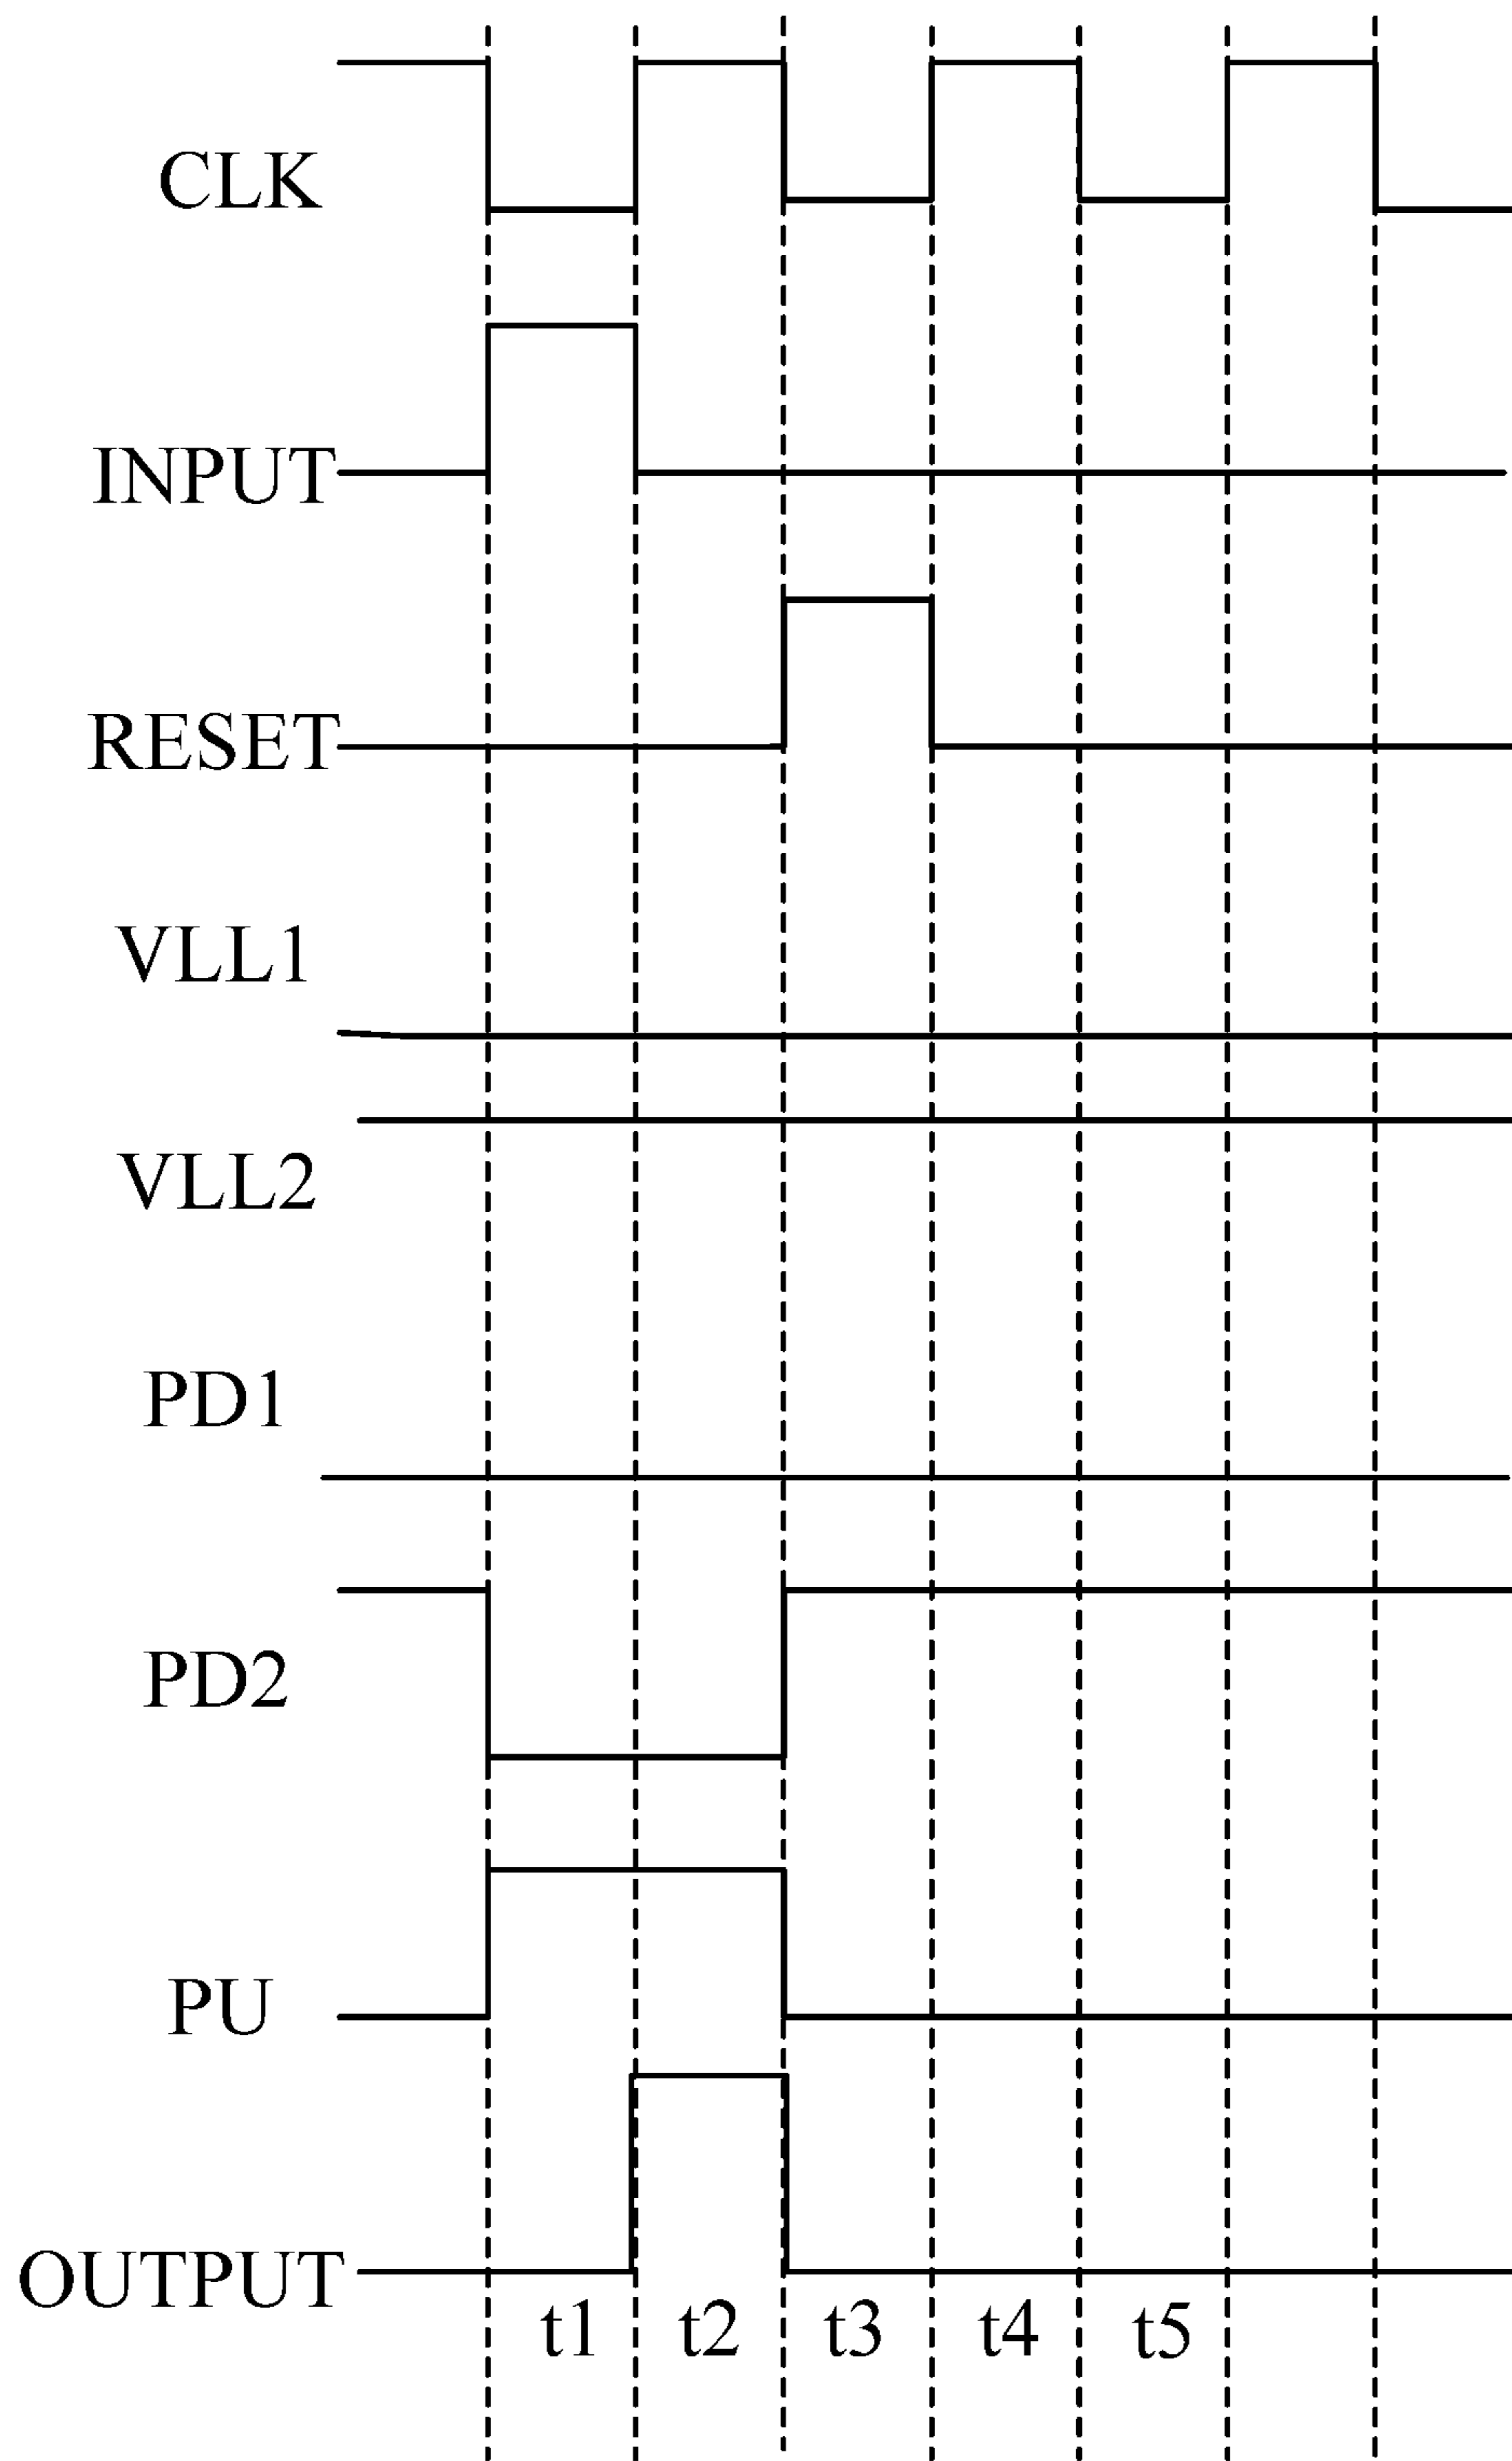 CLK
INPUT
RESET
VLL1
VLL2
PD1
PD2
PU
OUTPUT
t1 t2 t3 t4 t5